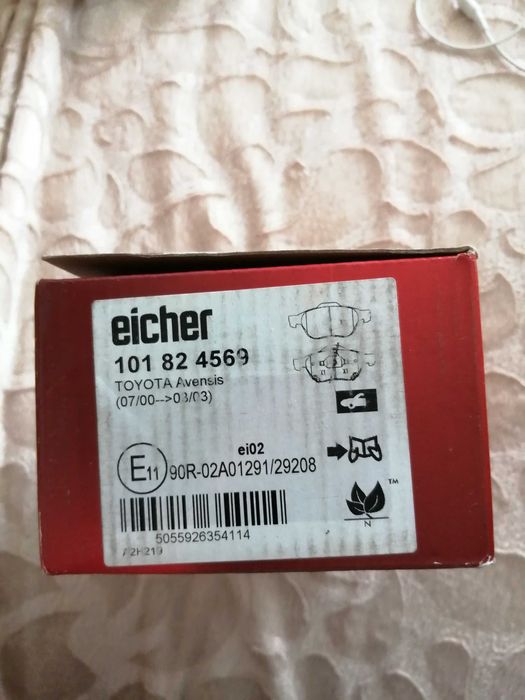 eicher
101 82 4569
TOYOTA Avensis
(07/00-->03/03)
ei02
E11 90R-02A01291/29208
TM
N
5055926354114